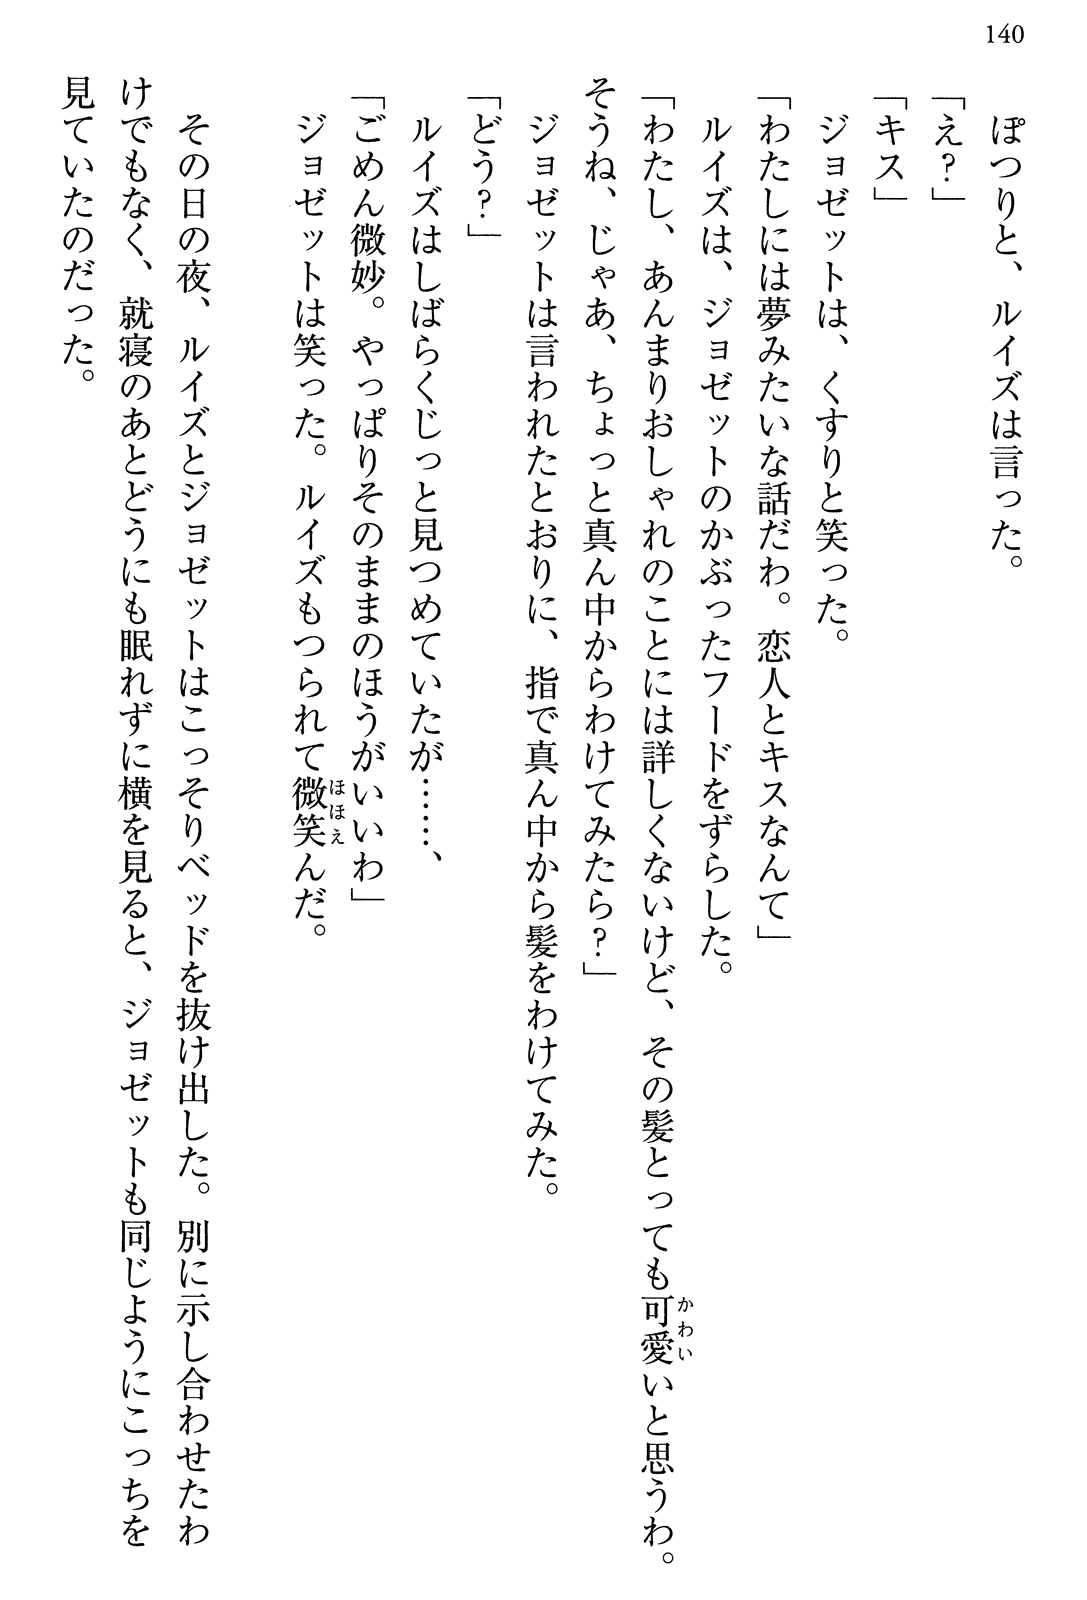 140
ぽつりと、ルイズは言った。
「え？」
「キス」
ジョゼットは、くすりと笑った。
「わたしには夢みたいな話だわ。恋人とキスなんて」
ルイズは、ジョゼットのかぶったフードをずらした。
「わたし、あんまりおしゃれのことには詳しくないけど、その髪とっても可愛いと思うわ。
かわい
そうね、じゃあ、ちょっと真ん中からわけてみたら？」
ジョゼットは言われたとおりに、指で真ん中から髪をわけてみた。
「どう？」
ルイズはしばらくじっと見つめていたが……、
「ごめん微妙。やっぱりそのままのほうがいいわ」
ジョゼットは笑った。ルイズもつられて微笑んだ。
ほほえ
その日の夜、ルイズとジョゼットはこっそりベッドを抜け出した。別に示し合わせたわ
けでもなく、就寝のあとどうにも眠れずに横を見ると、ジョゼットも同じようにこっちを
見ていたのだった。